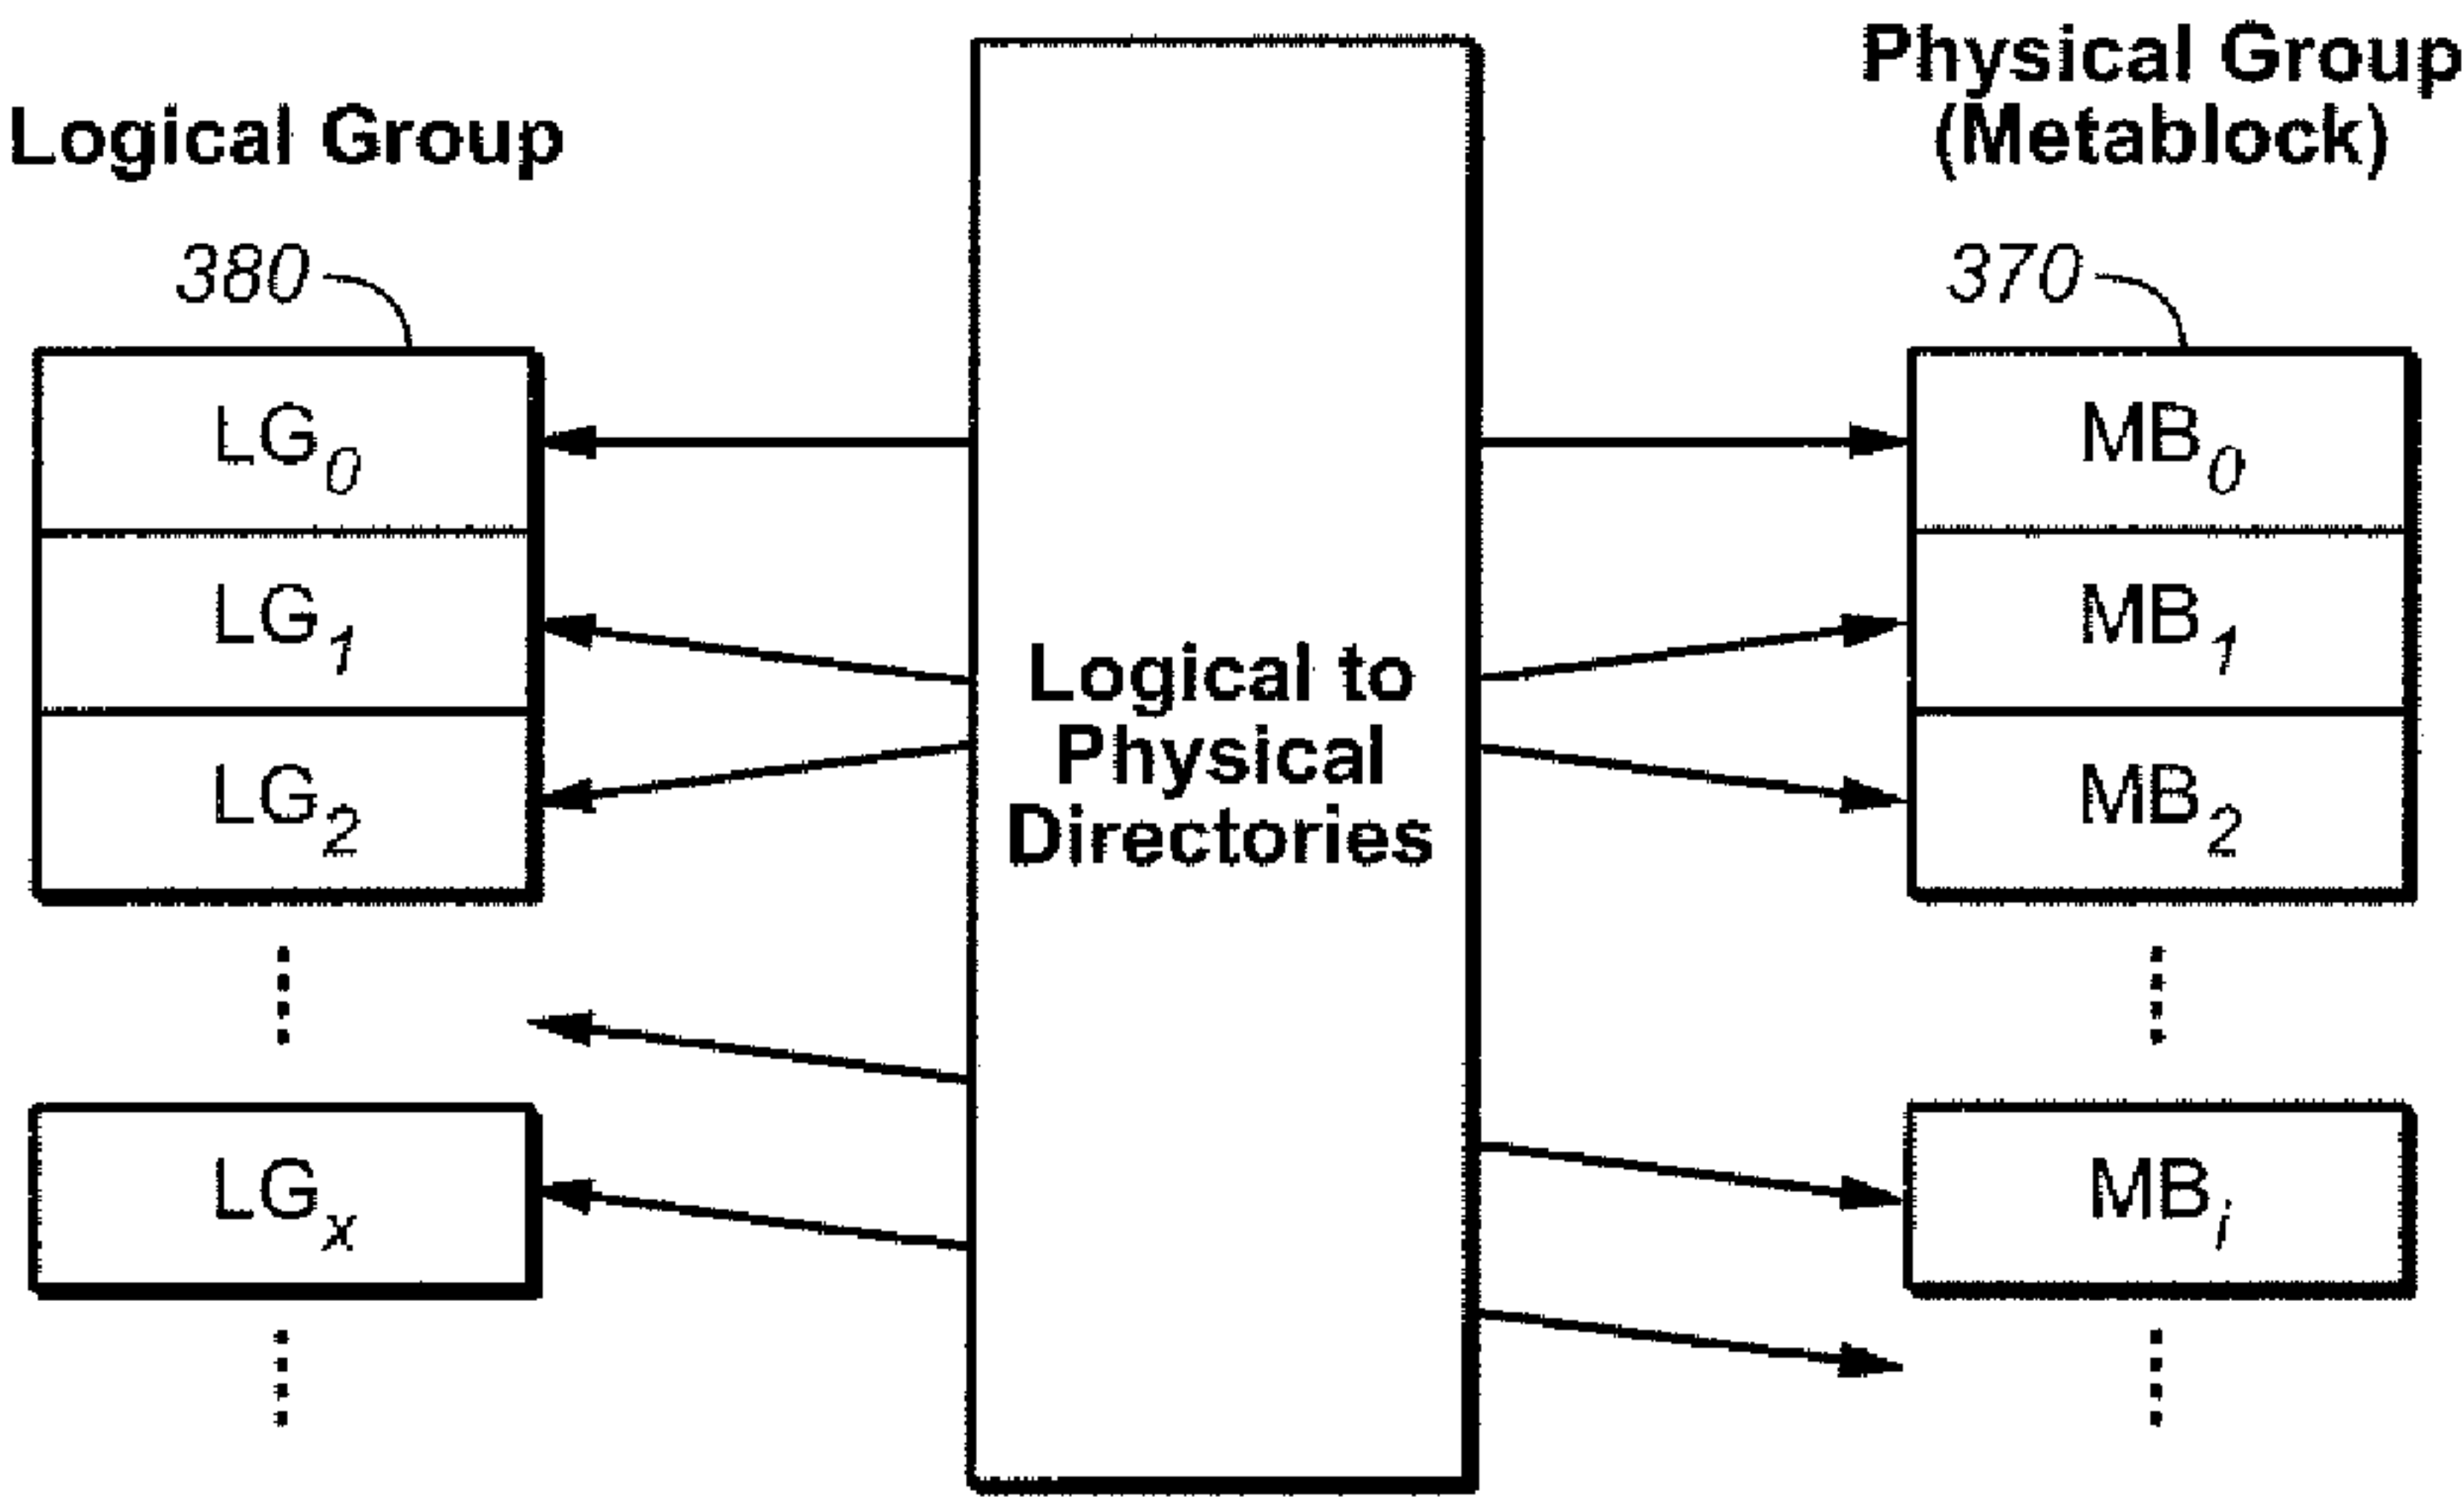 Physical Group
(Metablock)
Logical Group
380
370
LG0
MB0
LG1
MB1
LG2
MB2
Logical to
Physical
Directories
LGx
MBi